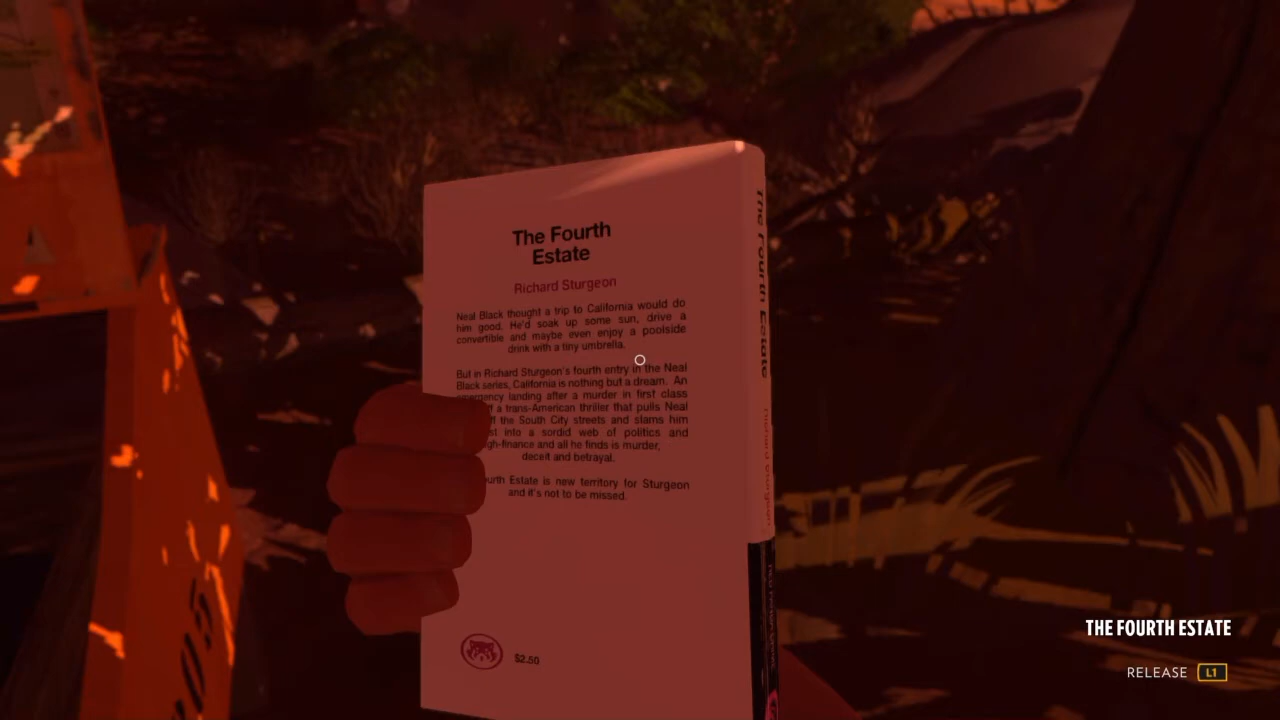 The Fourth
Estate
Richard Sturgeon
Neal Black thought a trip to California would do
him good. He'd soak up some sun, drive a
convertible and maybe even enjoy a poolside
drink with a tiny umbrella.
But in Richard Sturgeon's fourth entry in the Neal
Black series, California is nothing but a dream. An
emergency landing after a murder in first class
a trans-American thriller that pulls Neal
the South City streets and slams him
into a sordid web of politics and
and all he finds is murder,
deceit and betrayal.
Estate is new territory for Sturgeon
and it's not to be missed.
$2.50
The Fourth Estate
Richard Sturgeon
THE FOURTH ESTATE
RELEASE L1